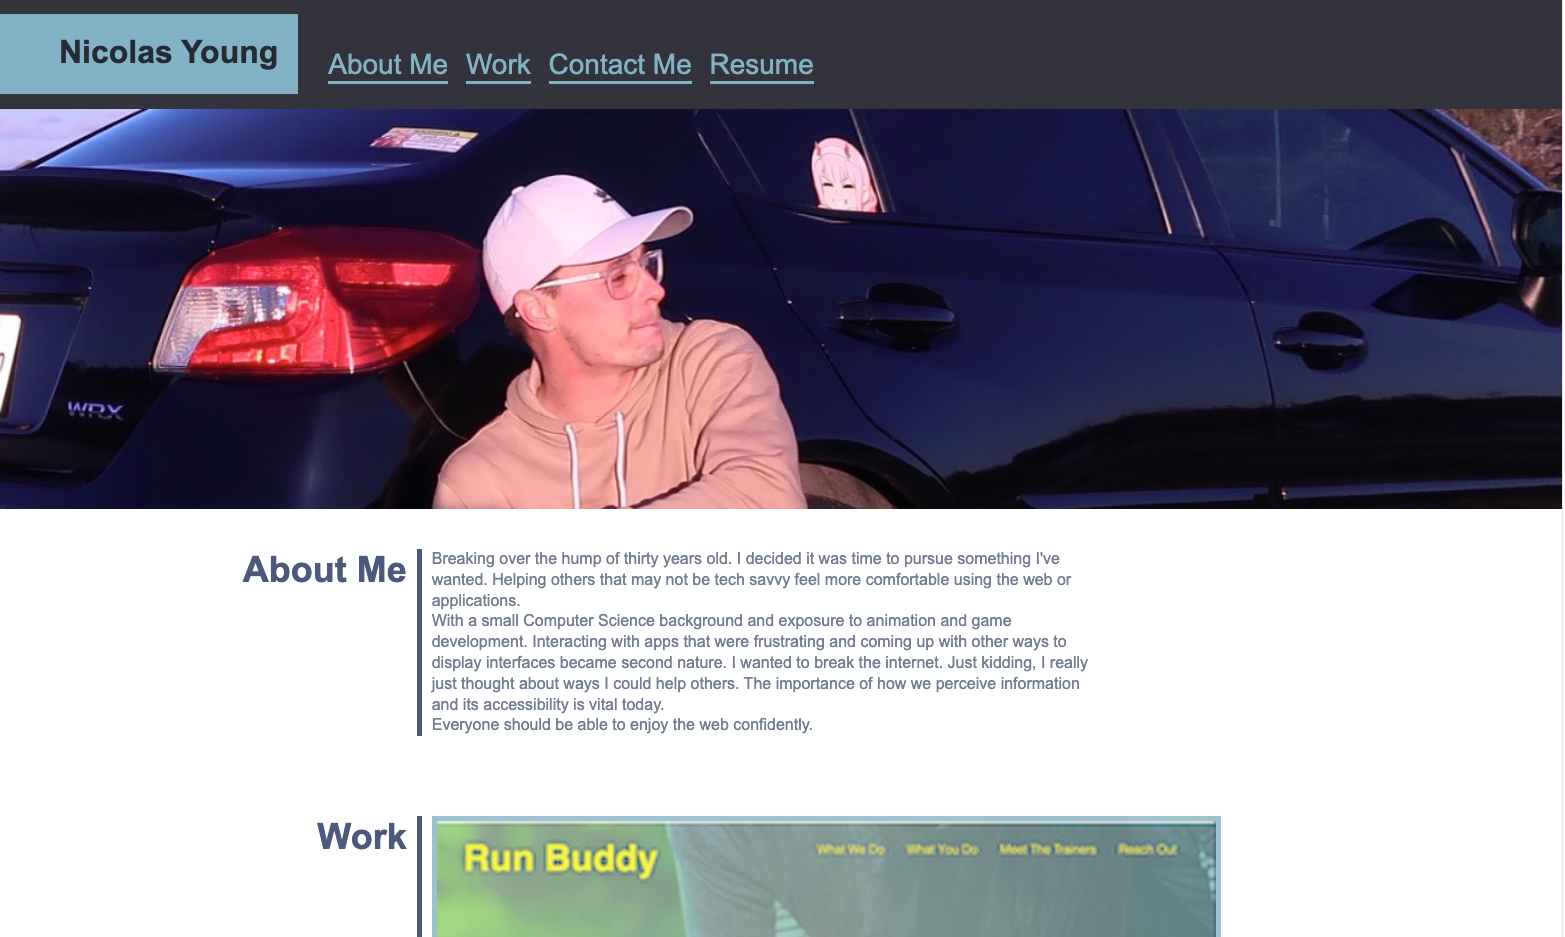 Nicolas Young
About Me Work Contact Me Resume
WRX
About Me
Breaking over the hump of thirty years old. I decided it was time to pursue something I've
wanted. Helping others that may not be tech savvy feel more comfortable using the web or
applications.
With a small Computer Science background and exposure to animation and game
development. Interacting with apps that were frustrating and coming up with other ways to
display interfaces became second nature. I wanted to break the internet. Just kidding, I really
just thought about ways I could help others. The importance of how we perceive information
and its accessibility is vital today.
Everyone should be able to enjoy the web confidently.
Work
Run Buddy
What We Do What You Do Meet The Trainers Reach Out